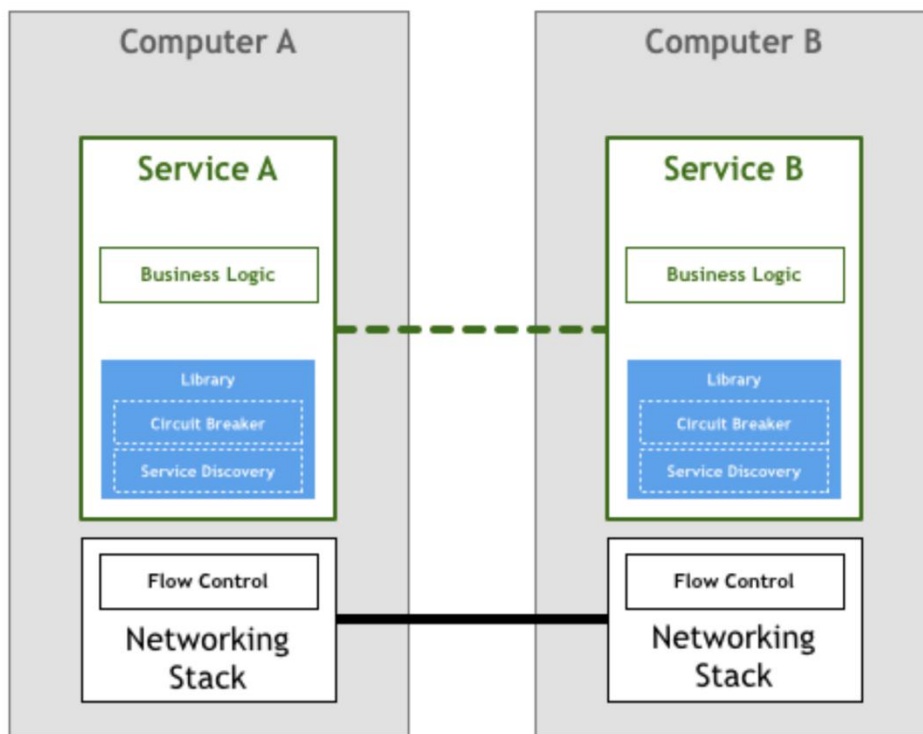 Computer A
Service A
Business Logic
Library
Circuit Breaker
Service Discovery
Flow Control
Networking
Stack
Computer B
Service B
Business Logic
Library
Circuit Breaker
Service Discovery
Flow Control
Networking
Stack